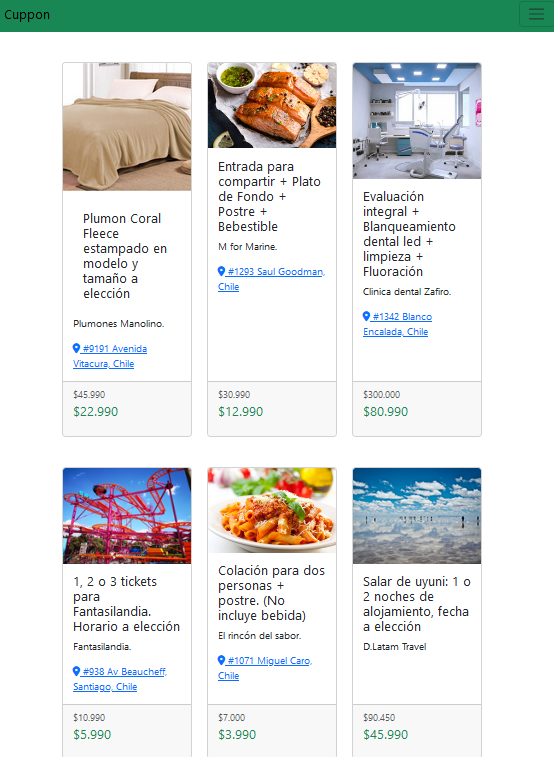 Cuppon
Plumon Coral
Fleece
estampado en
modelo y
tamaño a
elección
Plumones Manolino.
#9191 Avenida
Vitacura, Chile
$45.990
$22.990
Entrada para
compartir + Plato
de Fondo +
Postre +
Bebestible
M for Marine.
#1293 Saul Goodman,
Chile
$30.990
$12.990
Evaluación
integral +
Blanqueamiento
dental led +
limpieza +
Fluoración
Clinica dental Zafiro.
#1342 Blanco
Encalada, Chile
$300.000
$80.990
1, 2 o 3 tickets
para
Fantasilandia.
Horario a elección
Fantasilandia.
#938 Av Beaucheff,
Santiago, Chile
$10.990
$5.990
Colación para dos
personas +
postre. (No
incluye bebida)
El rincón del sabor.
#1071 Miguel Caro,
Chile
$7.000
$3.990
Salar de uyuni: 1 o
2 noches de
alojamiento, fecha
a elección
D.Latam Travel
$90.450
$45.990